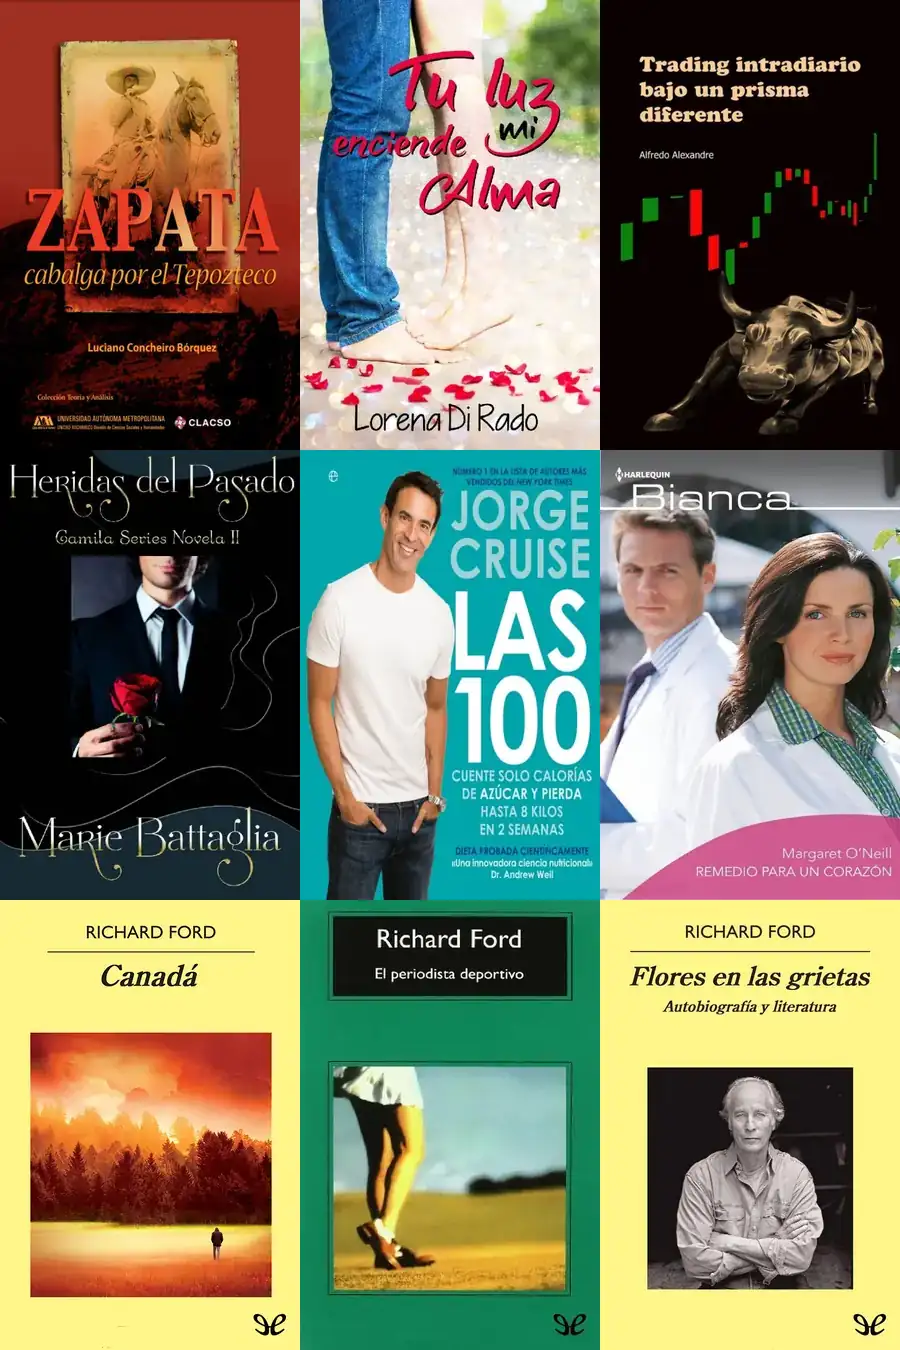 ZAPATA
cabalga por el Tepozteco
Luciano Concheiro Bórquez
Colección Teoría y Análisis
UNIVERSIDAD AUTÓNOMA METROPOLITANA
CLACSO
Tu luz
mi
enciende
Alma
Lorena Di Rado
Trading intradiario
bajo un prisma
diferente
Alfredo Alexandre
Heridas del Pasado
Camila Series Novela II
Marie Battaglia
NÚMERO 1 EN LA LISTA DE AUTORES MÁS
VENDIDOS DEL NEW YORK TIMES
JORGE
CRUISE
LAS
100
CUENTE SOLO CALORÍAS
DE AZÚCAR Y PIERDA
HASTA 8 KILOS
EN 2 SEMANAS
DIETA PROBADA CIENTÍFICAMENTE
«Una innovadora ciencia nutricional»
Dr. Andrew Weil
HARLEQUIN
Bianca
Margaret O'Neill
REMEDIO PARA UN CORAZÓN
RICHARD FORD
Canadá
Richard Ford
El periodista deportivo
RICHARD FORD
Flores en las grietas
Autobiografía y literatura